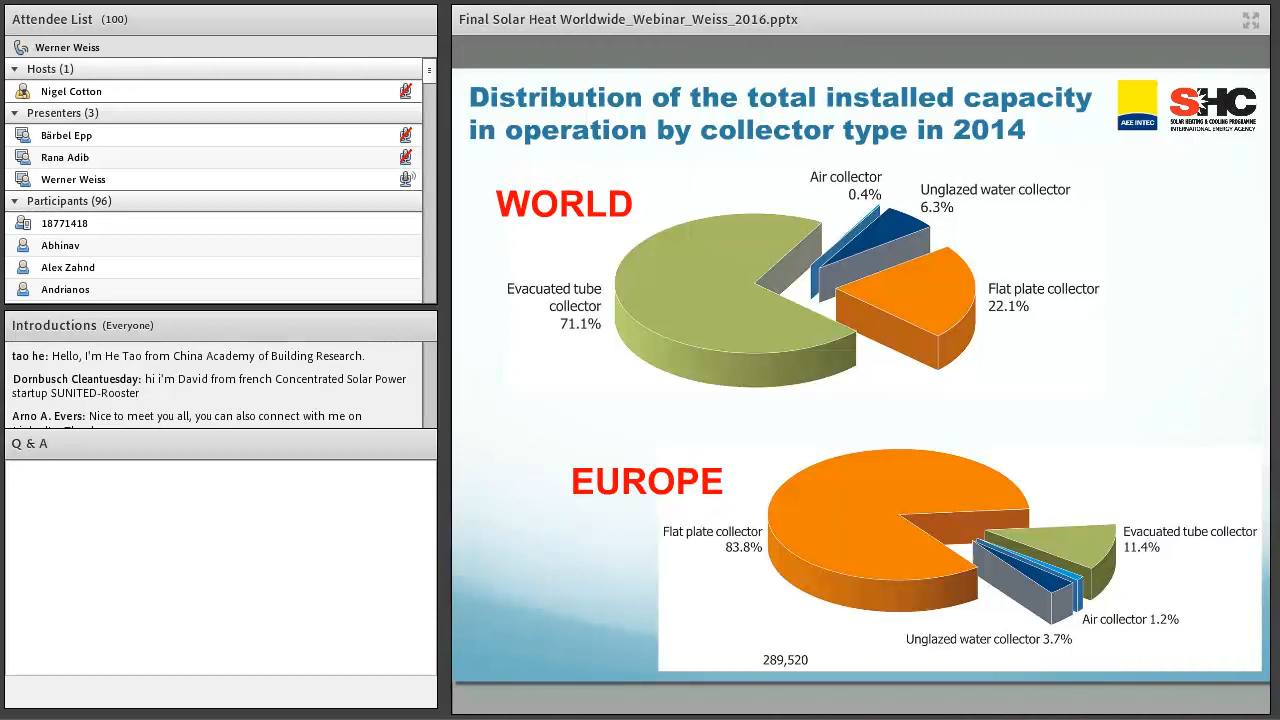 Attendee List (100)
Werner Weiss
Hosts (1)
Nigel Cotton
Presenters (3)
Bärbel Epp
Rana Adib
Werner Weiss
Participants (96)
18771418
Abhinav
Alex Zahnd
Andrianos
Introductions (Everyone)
tao he: Hello, I'm He Tao from China Academy of Building Research.
Dornbusch Cleantuesday: hi i'm David from french Concentrated Solar Power
startup SUNITED-Rooster
Arno A. Evers: Nice to meet you all, you can also connect with me on
Q & A
Final Solar Heat Worldwide_Webinar_Weiss_2016.pptx
Distribution of the total installed capacity
in operation by collector type in 2014
AEE INTEC
SHC
SOLAR HEATING & COOLING PROGRAMME
INTERNATIONAL ENERGY AGENCY
WORLD
Air collector
0.4%
Unglazed water collector
6.3%
Evacuated tube
collector
71.1%
Flat plate collector
22.1%
EUROPE
Flat plate collector
83.8%
Evacuated tube collector
11.4%
Air collector 1.2%
Unglazed water collector 3.7%
289,520